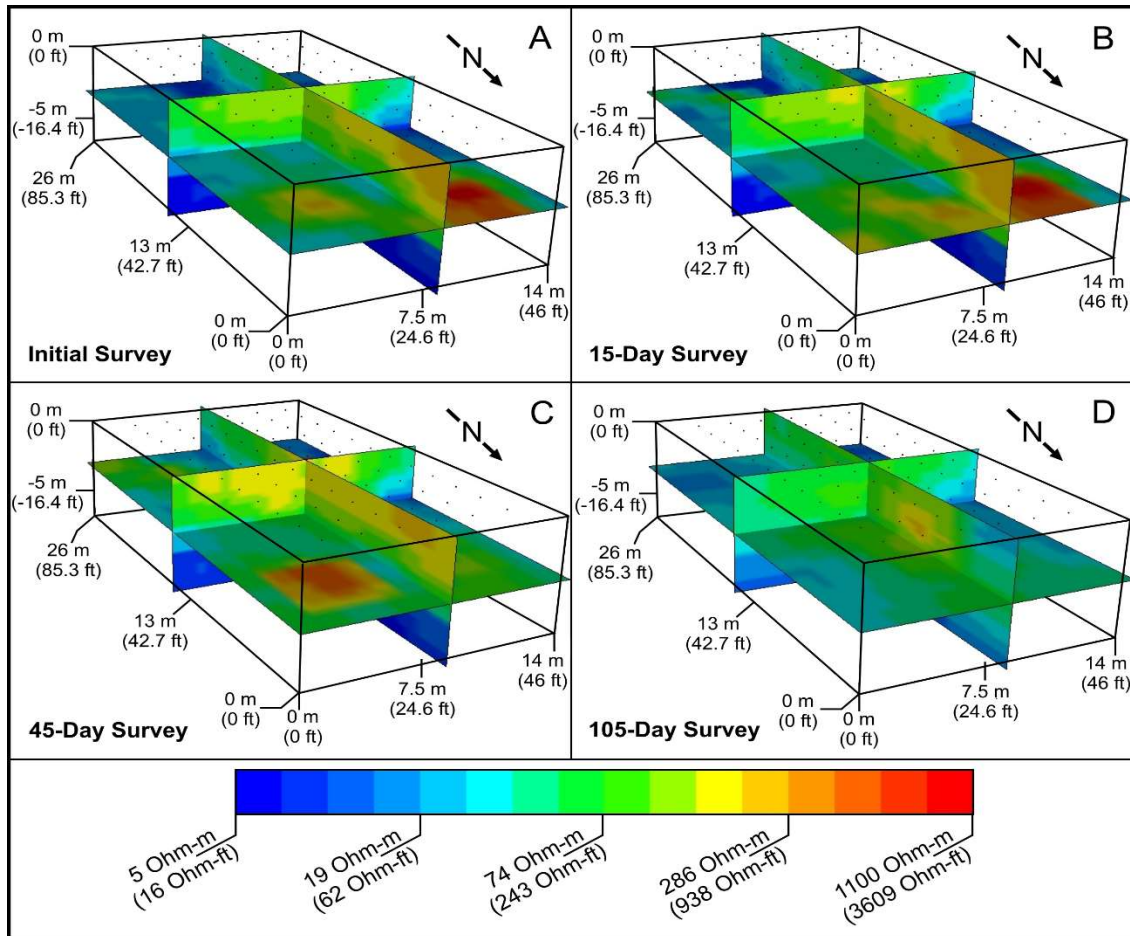 A
N
0 m
(0 ft)
-5 m
(-16.4 ft)
26 m
(85.3 ft)
13 m
(42.7 ft)
0 m
(0 ft)
0 m
(0 ft)
7.5 m
(24.6 ft)
14 m
(46 ft)
Initial Survey
B
N
0 m
(0 ft)
-5 m
(-16.4 ft)
26 m
(85.3 ft)
13 m
(42.7 ft)
0 m
(0 ft)
0 m
(0 ft)
7.5 m
(24.6 ft)
14 m
(46 ft)
15-Day Survey
C
N
0 m
(0 ft)
-5 m
(-16.4 ft)
26 m
(85.3 ft)
13 m
(42.7 ft)
0 m
(0 ft)
0 m
(0 ft)
7.5 m
(24.6 ft)
14 m
(46 ft)
45-Day Survey
D
N
0 m
(0 ft)
-5 m
(-16.4 ft)
26 m
(85.3 ft)
13 m
(42.7 ft)
0 m
(0 ft)
0 m
(0 ft)
7.5 m
(24.6 ft)
14 m
(46 ft)
105-Day Survey
5 Ohm-m
(16 Ohm-ft)
19 Ohm-m
(62 Ohm-ft)
74 Ohm-m
(243 Ohm-ft)
286 Ohm-m
(938 Ohm-ft)
1100 Ohm-m
(3609 Ohm-ft)